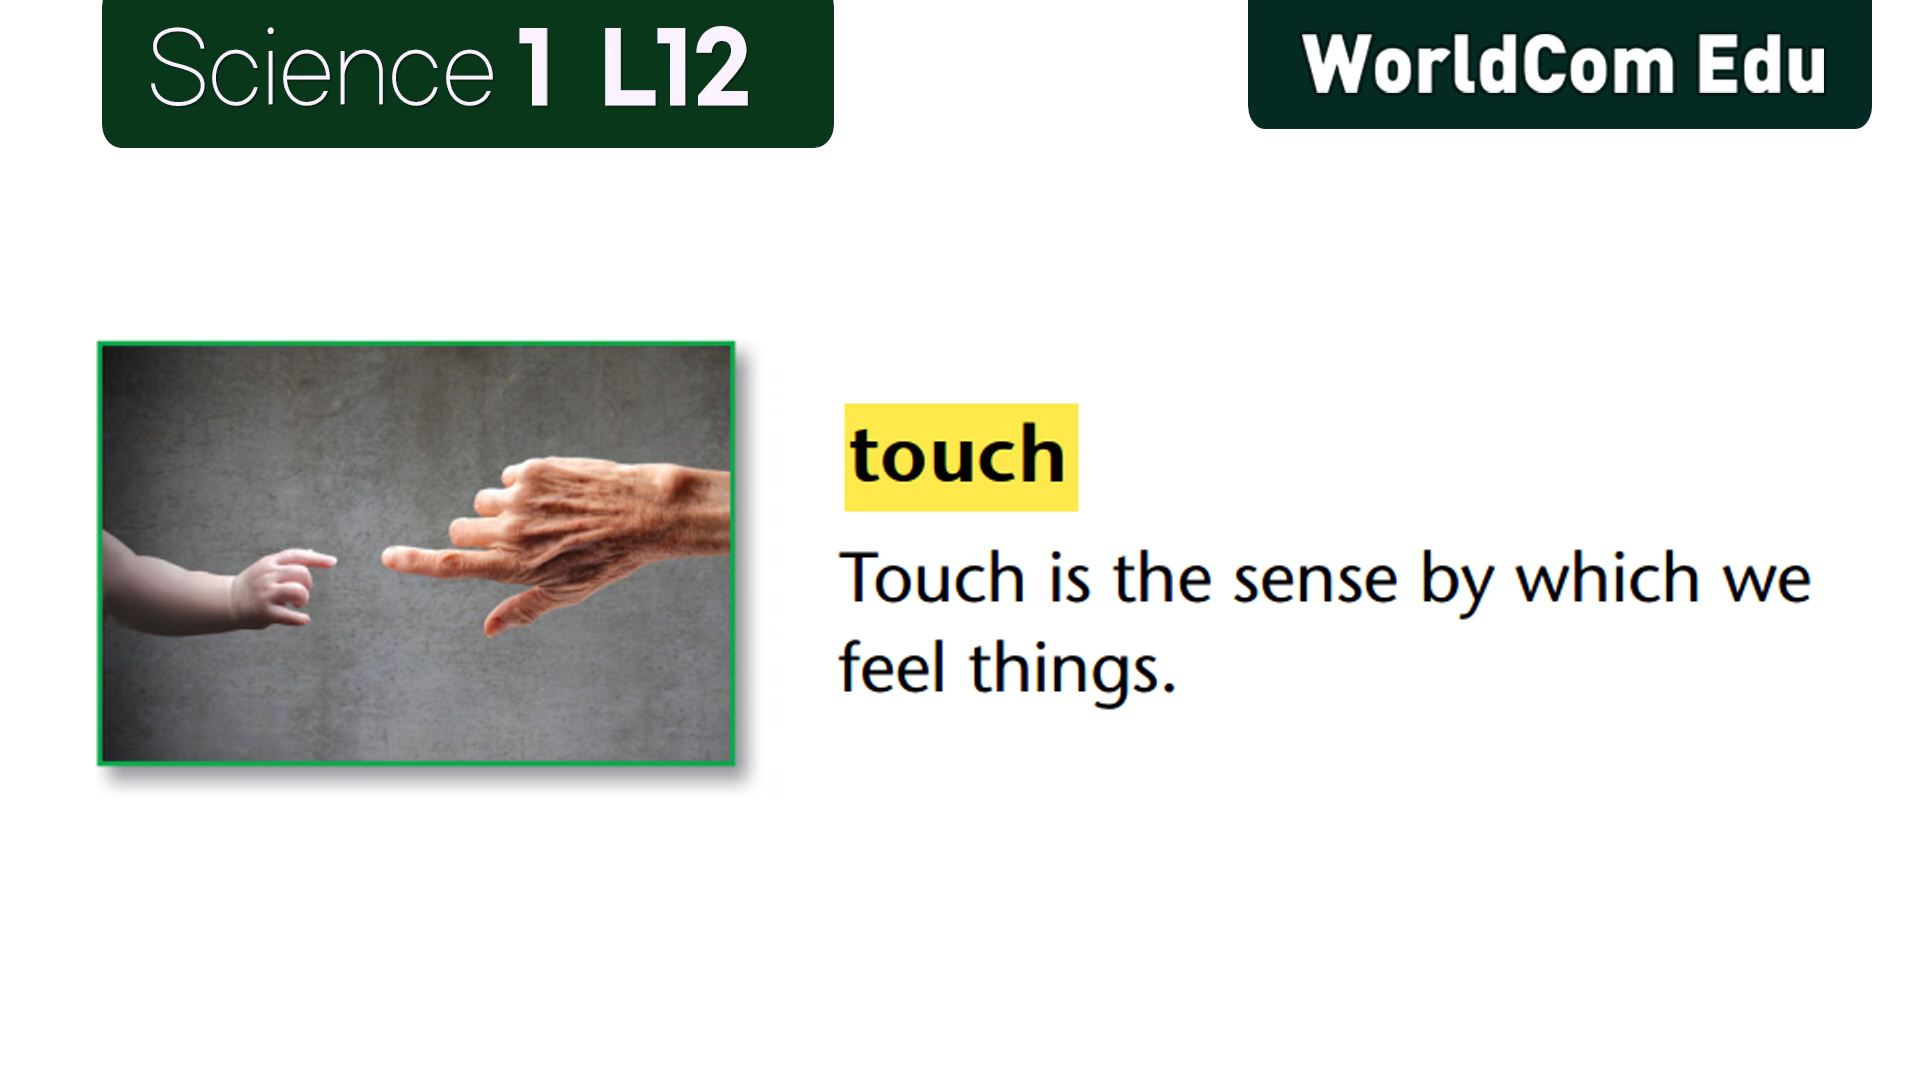 Science 1 L12
WorldCom Edu
touch
Touch is the sense by which we
feel things.